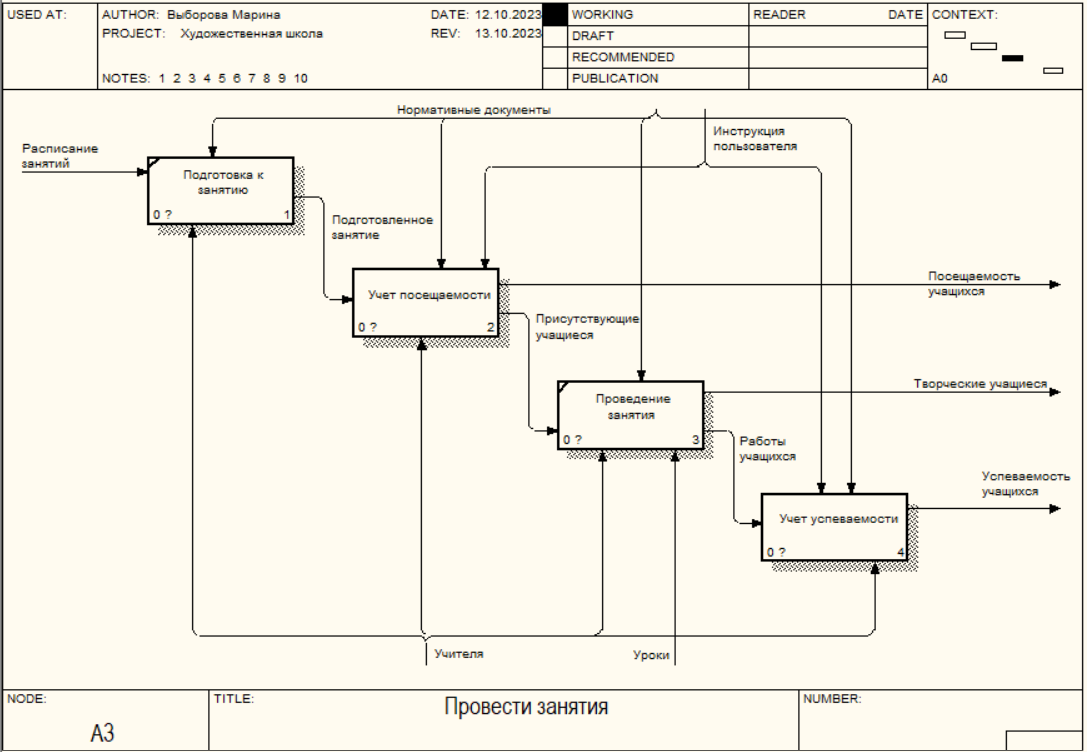 USED AT:
AUTHOR: Выборова Марина
DATE: 12.10.2023
PROJECT: Художественная школа
REV: 13.10.2023
NOTES: 1 2 3 4 5 6 7 8 9 10
WORKING
DRAFT
RECOMMENDED
PUBLICATION
READER
DATE
CONTEXT:
A0
Нормативные документы
Инструкция
пользователя
Расписание
занятий
Подготовка к
занятию
0 ?
1
Подготовленное
занятие
Учет посещаемости
0 ?
2
Посещаемость
учащихся
Присутствующие
учащиеся
Проведение
занятия
0 ?
3
Творческие учащиеся
Работы
учащихся
Учет успеваемости
0 ?
4
Успеваемость
учащихся
Учителя
Уроки
NODE:
A3
TITLE:
Провести занятия
NUMBER: